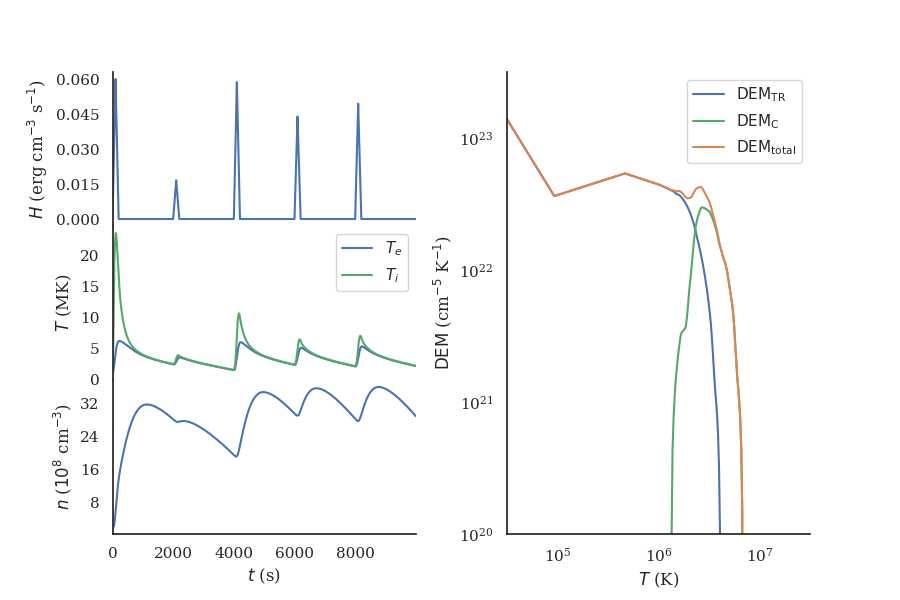 H (erg cm⁻³ s⁻¹)
0.060
0.045
0.030
0.015
0.000
T (MK)
20
15
10
5
0
Tₑ
Tᵢ
n (10⁸ cm⁻³)
32
24
16
8
0 2000 4000 6000 8000
t (s)
DEM (cm⁻⁵ K⁻¹)
10²³
10²²
10²¹
10²⁰
DEM_TR
DEM_C
DEM_total
10⁵ 10⁶ 10⁷
T (K)